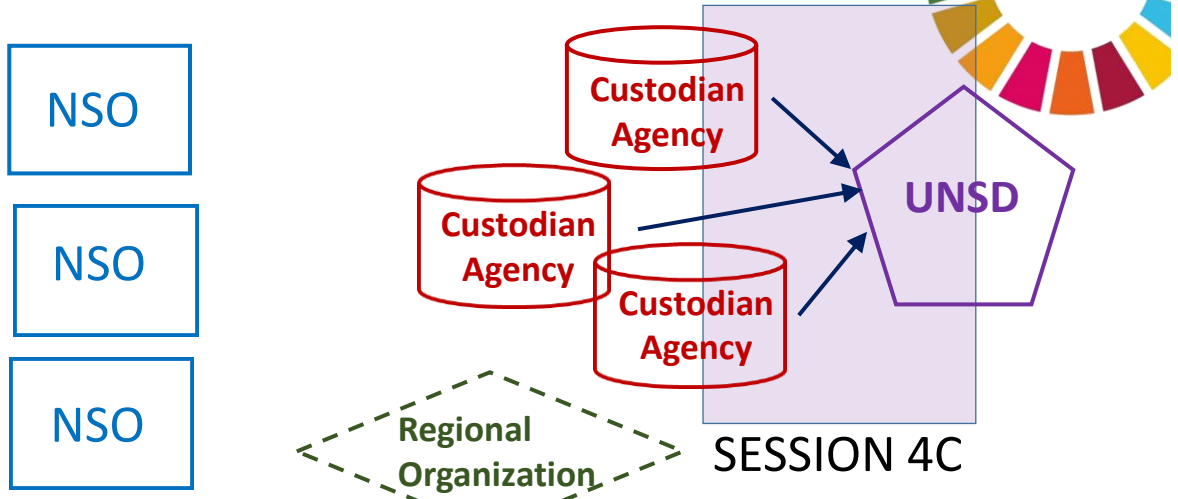 NSO
NSO
NSO
Custodian
Agency
Custodian
Agency
Custodian
Agency
Regional
Organization
UNSD
SESSION 4C